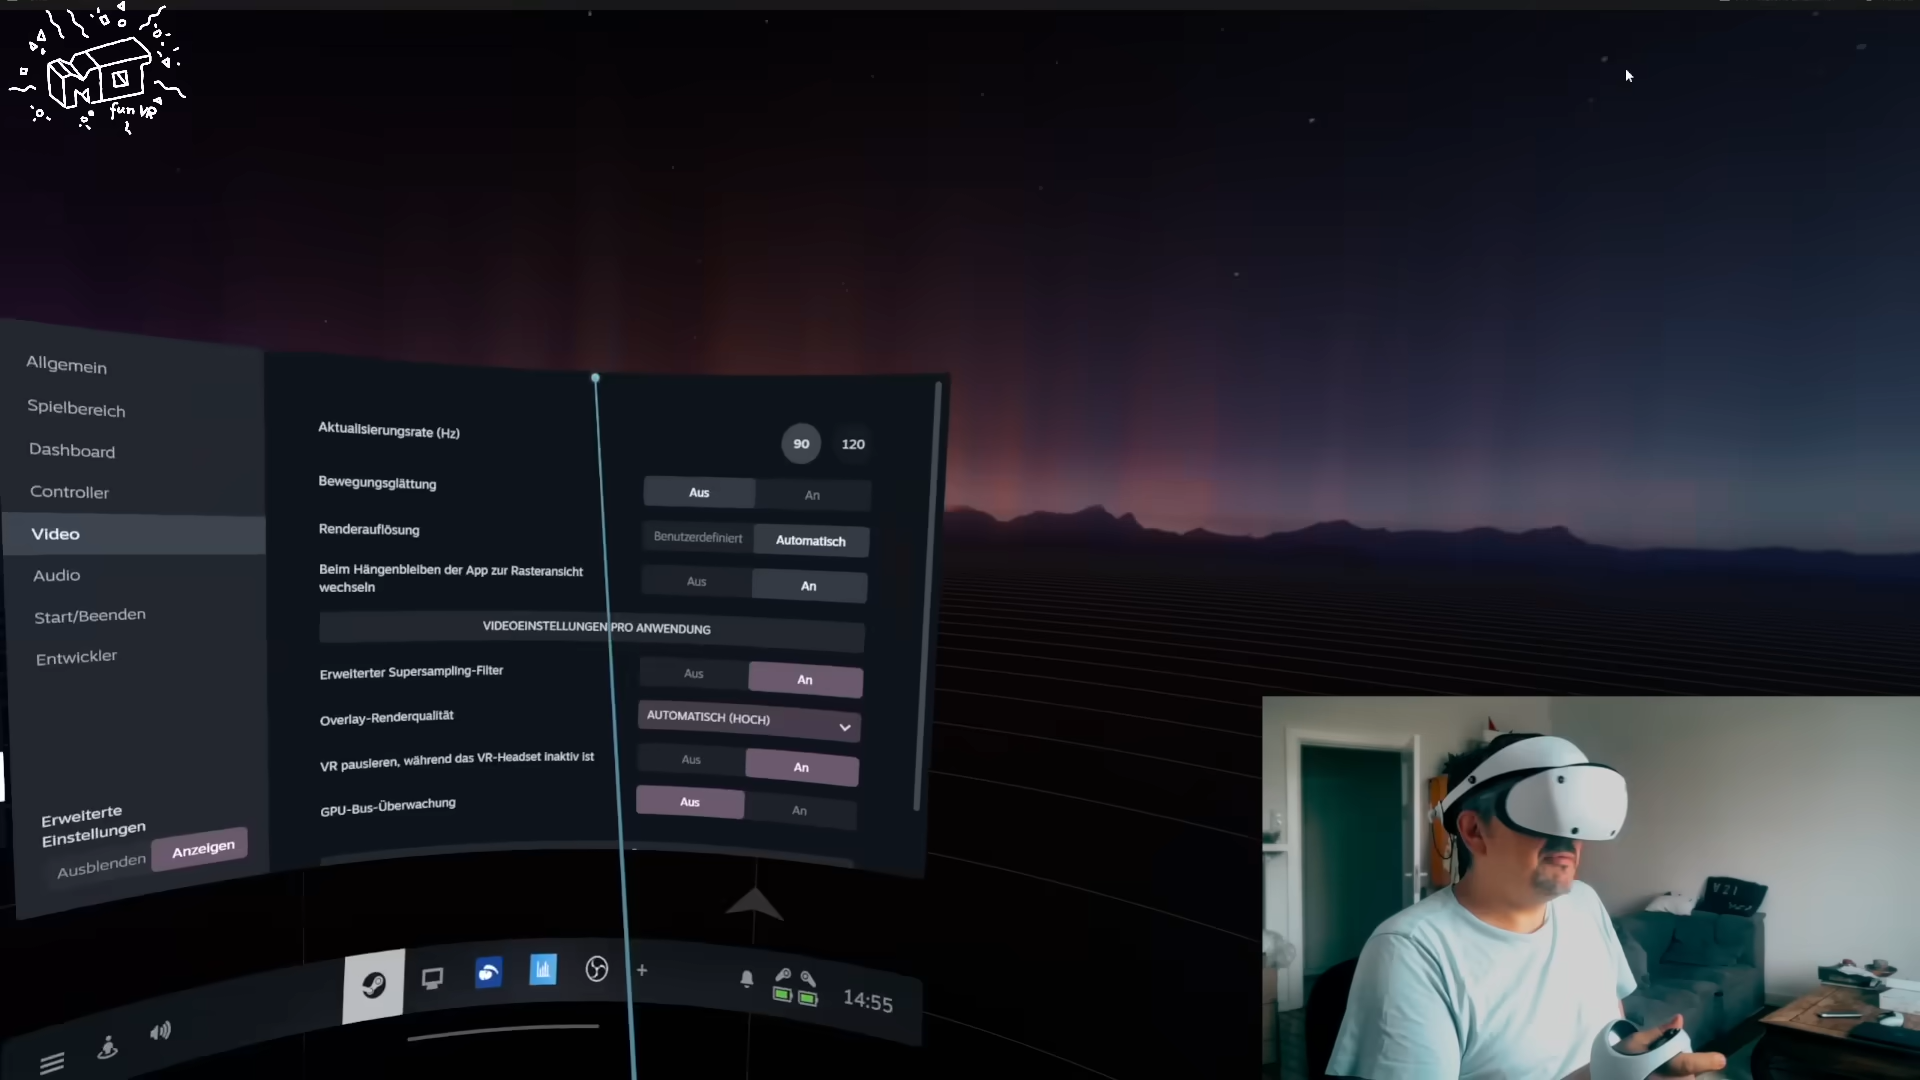 fun VR
Allgemein
Spielbereich
Dashboard
Controller
Video
Audio
Start/Beenden
Entwickler
Erweiterte
Einstellungen
Ausblenden Anzeigen
Aktualisierungsrate (Hz) 90 120
Bewegungsglättung Aus An
Renderauflösung Benutzerdefiniert Automatisch
Beim Hängenbleiben der App zur Rasteransicht
wechseln Aus An
VIDEOEINSTELLUNGEN PRO ANWENDUNG
Erweiterter Supersampling-Filter Aus An
Overlay-Renderqualität AUTOMATISCH (HOCH)
VR pausieren, während das VR-Headset inaktiv ist Aus An
GPU-Bus-Überwachung Aus An
+ 14:55